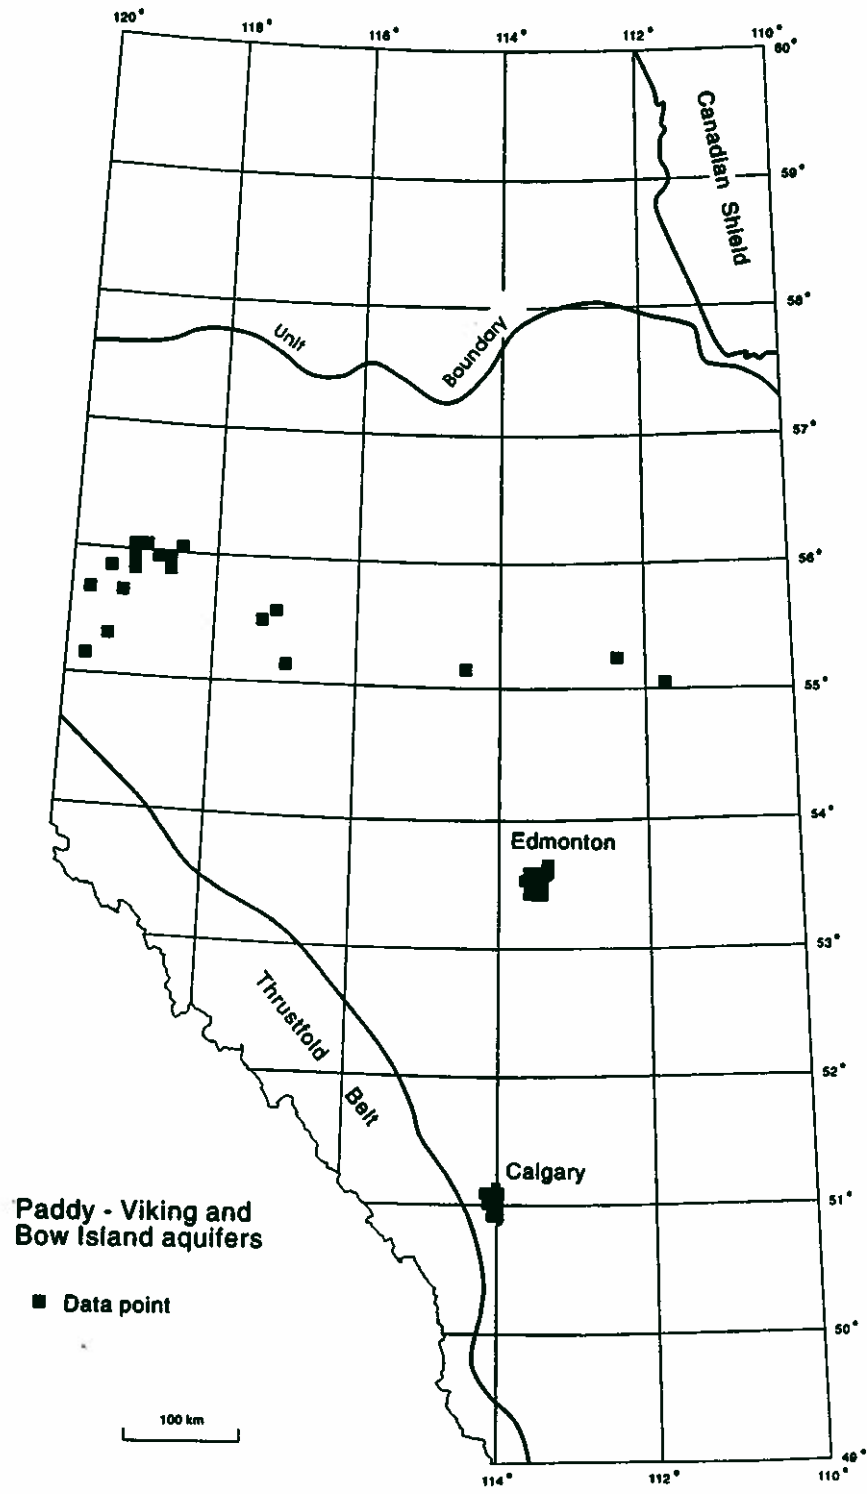 120° 118° 116° 114° 112° 110°
60°
Canadian Shield
59°
58°
Unit Boundary
57°
56°
55°
54°
Edmonton
53°
Thrustfold Belt
52°
Calgary
51°
Paddy - Viking and
Bow Island aquifers
Data point
50°
100 km
49°
114° 112° 110°